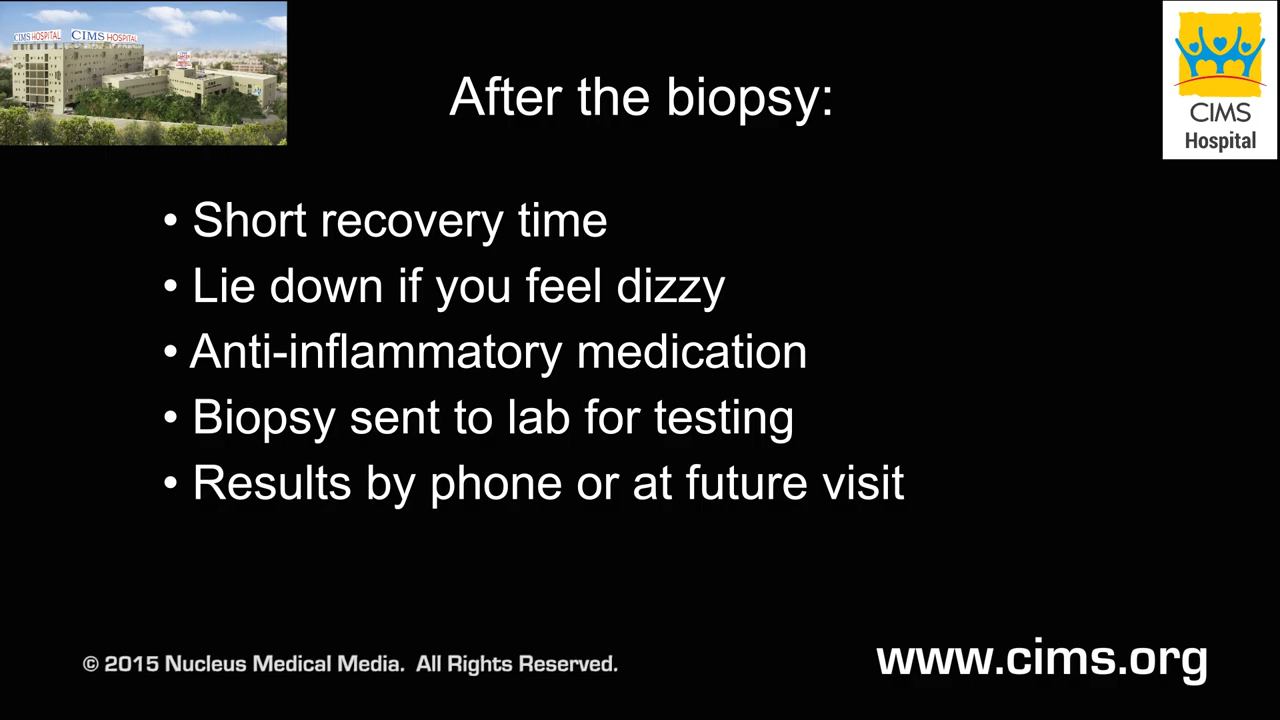 CIMS HOSPITAL CIMS HOSPITAL
After the biopsy:
CIMS
Hospital
• Short recovery time
• Lie down if you feel dizzy
• Anti-inflammatory medication
• Biopsy sent to lab for testing
• Results by phone or at future visit
© 2015 Nucleus Medical Media. All Rights Reserved.
www.cims.org